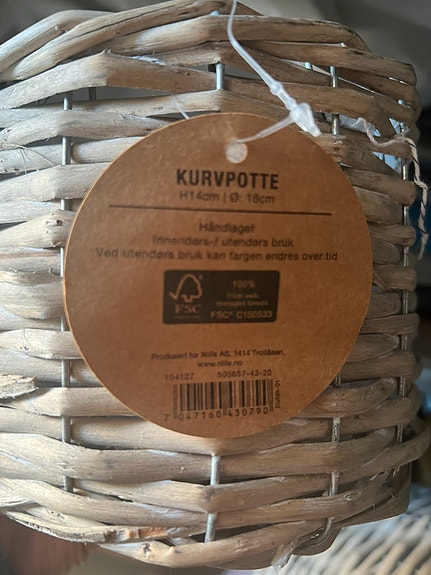 KURVPOTTE
H14cm | Ø: 18cm
Håndlaget
Innendørs-/ utendørs bruk
Ved utendørs bruk kan fargen endres over tid
FSC
100%
From well-
managed forests
FSC® C150533
Produsert for Nille AS, 1414 Trollåsen,
www.nille.no
104127 505657-43-20
7 047160 430790